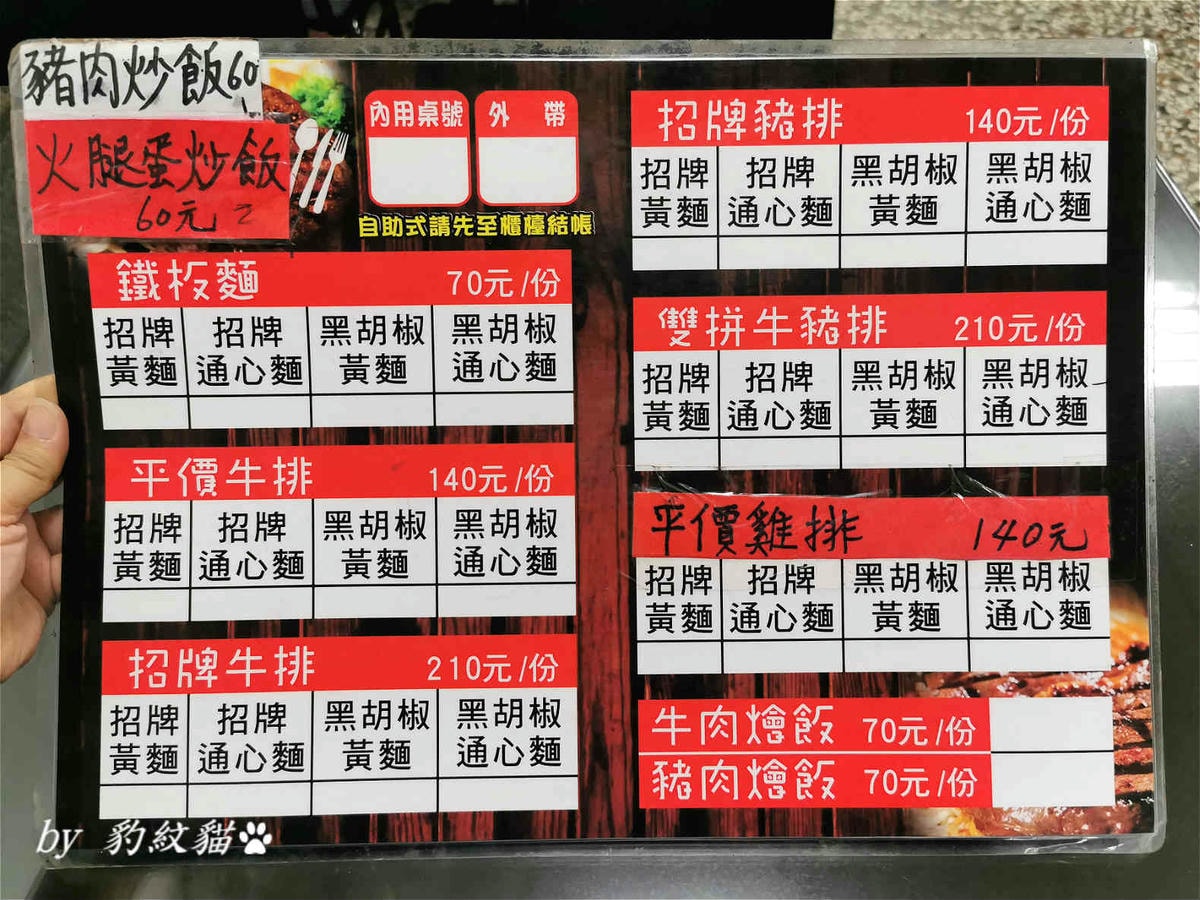 豬肉炒飯60
火腿蛋炒飯
60元
內用桌號
外 帶
自助式請先至櫃檯結帳
鐵板麵 70元/份
招牌 招牌 黑胡椒 黑胡椒
黃麵 通心麵 黃麵 通心麵
平價牛排 140元/份
招牌 招牌 黑胡椒 黑胡椒
黃麵 通心麵 黃麵 通心麵
招牌牛排 210元/份
招牌 招牌 黑胡椒 黑胡椒
黃麵 通心麵 黃麵 通心麵
招牌豬排 140元/份
招牌 招牌 黑胡椒 黑胡椒
黃麵 通心麵 黃麵 通心麵
雙拼牛豬排 210元/份
招牌 招牌 黑胡椒 黑胡椒
黃麵 通心麵 黃麵 通心麵
平價雞排 140元
招牌 招牌 黑胡椒 黑胡椒
黃麵 通心麵 黃麵 通心麵
牛肉燴飯 70元/份
豬肉燴飯 70元/份
by 豹紋貓